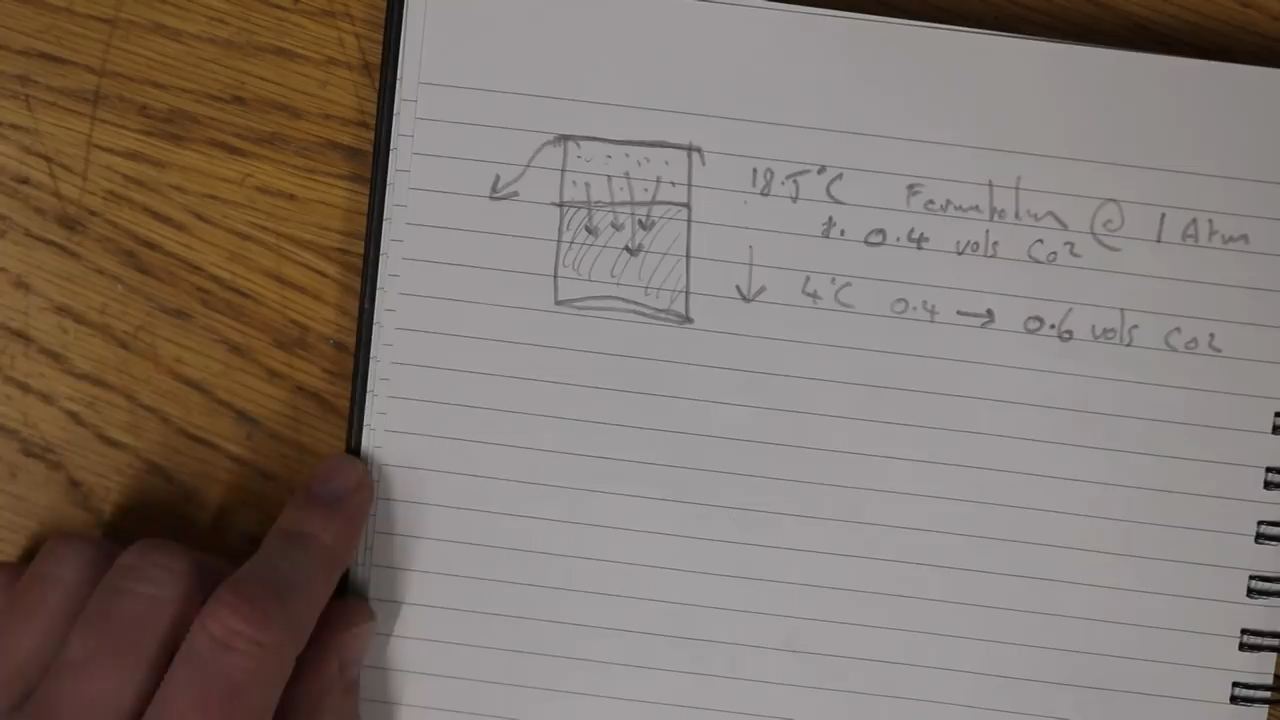 18.5°C Fermentation @ 1 Atm
0.4 vols CO2
4°C 0.4 → 0.6 vols CO2